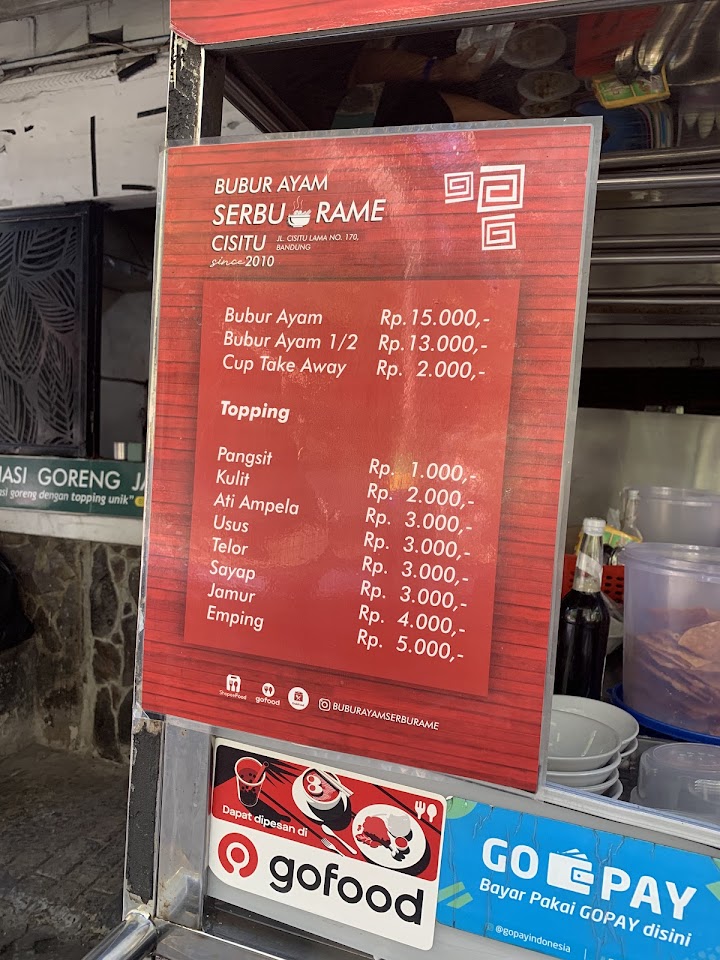 BUBUR AYAM
SERBU RAME
CISITU JL. CISITU LAMA NO. 170, BANDUNG
since 2010
Bubur Ayam Rp. 15.000,-
Bubur Ayam 1/2 Rp. 13.000,-
Cup Take Away Rp. 2.000,-
Topping
Pangsit Rp. 1.000,-
Kulit Rp. 2.000,-
Ati Ampela Rp. 3.000,-
Usus Rp. 3.000,-
Telor Rp. 3.000,-
Sayap Rp. 3.000,-
Jamur Rp. 4.000,-
Emping Rp. 5.000,-
ShopeeFood gofood BUBURAYAMSERBURAME
NASI GORENG JA
si goreng dengan topping unik"
Dapat dipesan di
gofood
GO PAY
Bayar Pakai GOPAY disini
@gopayindonesia